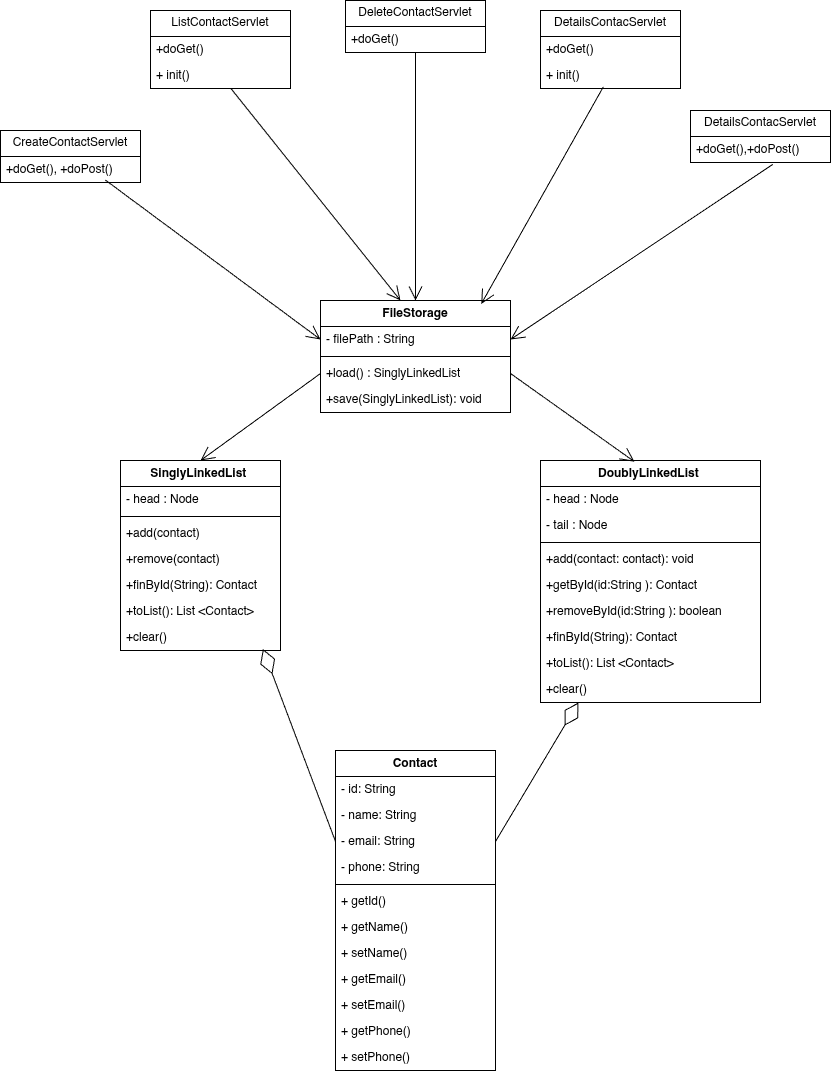 ListContactServlet
+doGet()
+ init()
DeleteContactServlet
+doGet()
DetailsContacServlet
+doGet()
+ init()
CreateContactServlet
+doGet(), +doPost()
DetailsContacServlet
+doGet(),+doPost()
FileStorage
- filePath : String
+load() : SinglyLinkedList
+save(SinglyLinkedList): void
SinglyLinkedList
- head : Node
+add(contact)
+remove(contact)
+finById(String): Contact
+toList(): List <Contact>
+clear()
DoublyLinkedList
- head : Node
- tail : Node
+add(contact: contact): void
+getById(id:String ): Contact
+removeById(id:String ): boolean
+finById(String): Contact
+toList(): List <Contact>
+clear()
Contact
- id: String
- name: String
- email: String
- phone: String
+ getId()
+ getName()
+ setName()
+ getEmail()
+ setEmail()
+ getPhone()
+ setPhone()